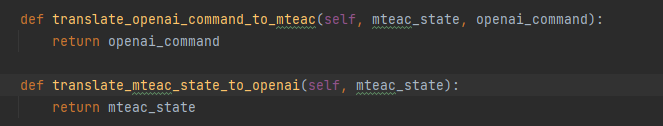 def translate_openai_command_to_mteac(self, mteac_state, openai_command):
    return openai_command
def translate_mteac_state_to_openai(self, mteac_state):
    return mteac_state